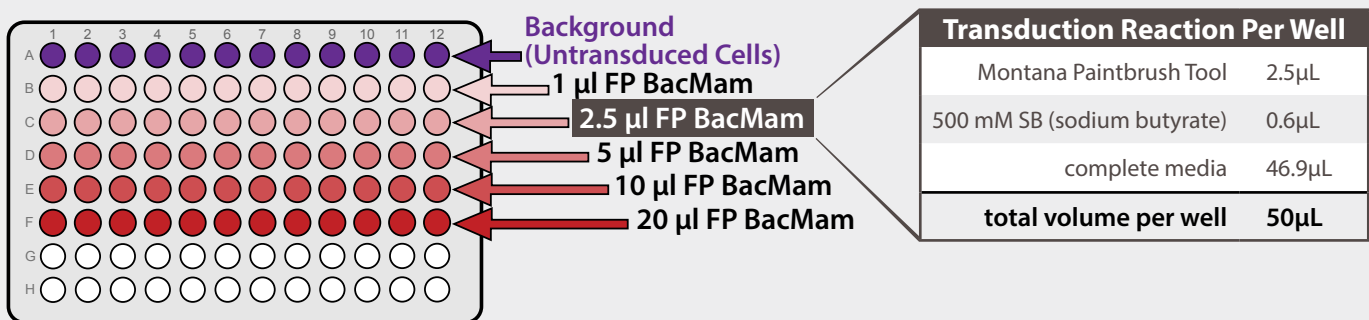 1 2 3 4 5 6 7 8 9 10 11 12
A
B
C
D
E
F
G
H
Background
(Untransduced Cells)
1 µl FP BacMam
2.5 µl FP BacMam
5 µl FP BacMam
10 µl FP BacMam
20 µl FP BacMam
Transduction Reaction Per Well
Montana Paintbrush Tool 2.5µL
500 mM SB (sodium butyrate) 0.6µL
complete media 46.9µL
total volume per well 50µL